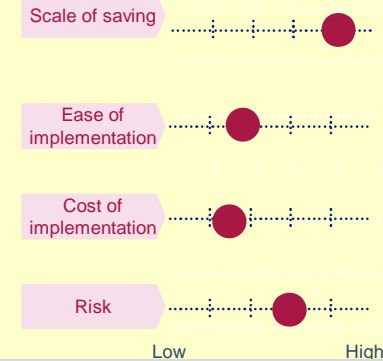 Scale of saving
Ease of
implementation
Cost of
implementation
Risk
Low High